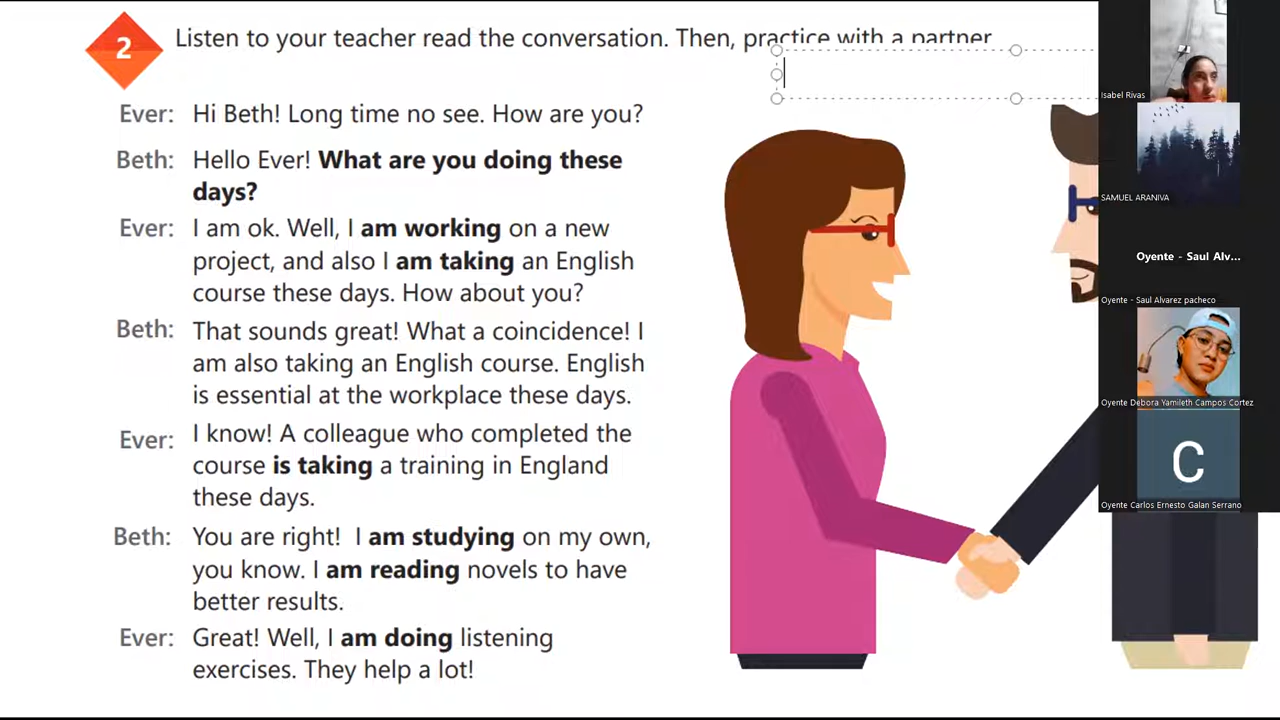 2
Listen to your teacher read the conversation. Then, practice with a partner
Ever: Hi Beth! Long time no see. How are you?
Beth: Hello Ever! What are you doing these
days?
Ever: I am ok. Well, I am working on a new
project, and also I am taking an English
course these days. How about you?
Beth: That sounds great! What a coincidence! I
am also taking an English course. English
is essential at the workplace these days.
Ever: I know! A colleague who completed the
course is taking a training in England
these days.
Beth: You are right! I am studying on my own,
you know. I am reading novels to have
better results.
Ever: Great! Well, I am doing listening
exercises. They help a lot!
Isabel Rivas
SAMUEL ARANIVA
Oyente - Saul Alv...
Oyente - Saul Alvarez pacheco
Oyente Debora Yamileth Campos Cortez
C
Oyente Carlos Ernesto Galan Serrano